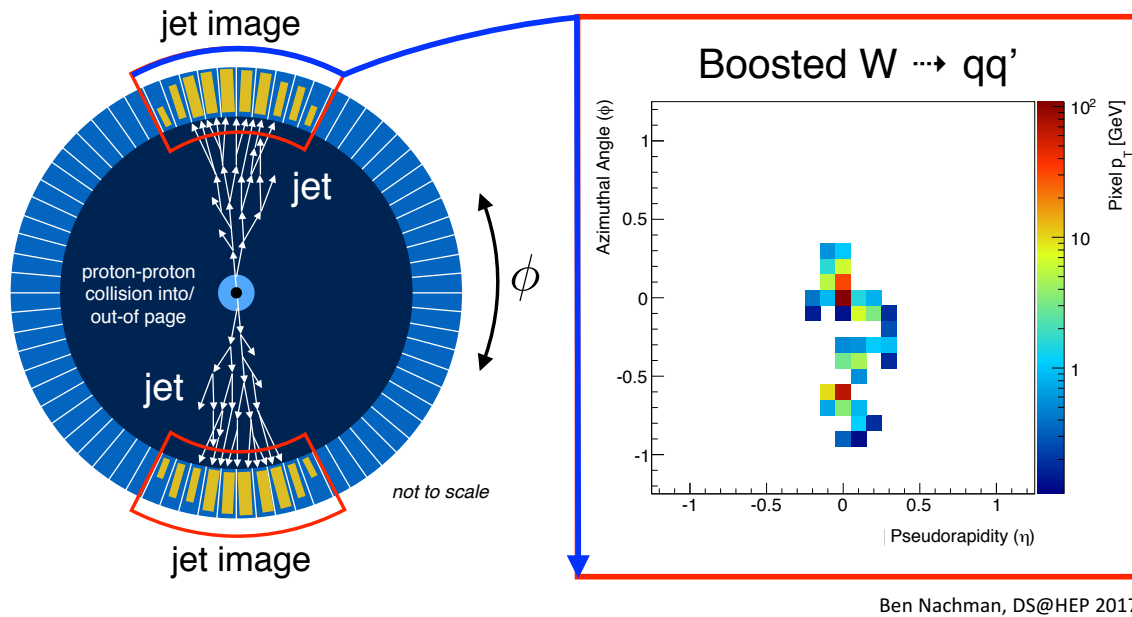 jet image
jet
proton-proton
collision into/
out-of page
ϕ
jet
not to scale
jet image
Boosted W ⇢ qq’
Azimuthal Angle (ϕ)
1
0.5
0
-0.5
-1
-1
-0.5
0
0.5
1
Pseudorapidity (η)
10²
10
1
Pixel p_T [GeV]
Ben Nachman, DS@HEP 2017